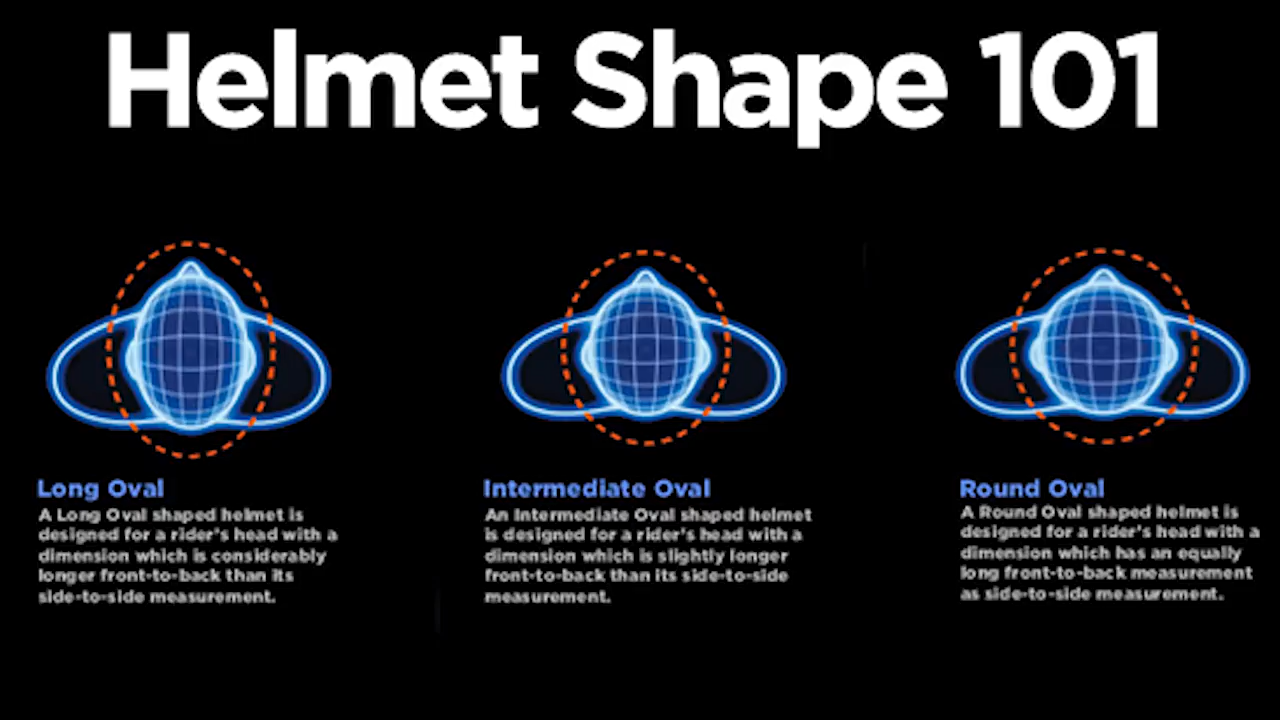 Helmet Shape 101
Long Oval
A Long Oval shaped helmet is
designed for a rider's head with a
dimension which is considerably
longer front-to-back than its
side-to-side measurement.
Intermediate Oval
An Intermediate Oval shaped helmet
is designed for a rider's head with a
dimension which is slightly longer
front-to-back than its side-to-side
measurement.
Round Oval
A Round Oval shaped helmet is
designed for a rider's head with a
dimension which has an equally
long front-to-back measurement
as side-to-side measurement.